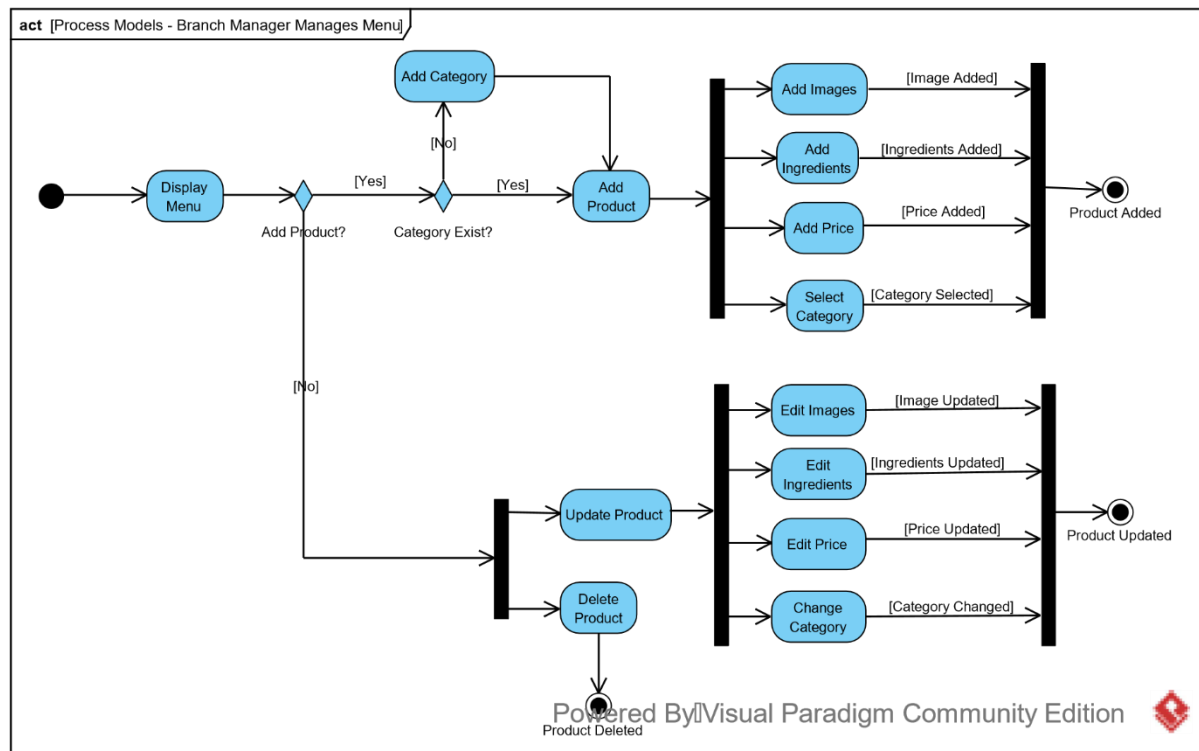 act [Process Models - Branch Manager Manages Menu]
Add Category
[No]
Display
Menu
Add Product?
[Yes]
Category Exist?
[Yes]
Add
Product
Add Images
[Image Added]
Add
Ingredients
[Ingredients Added]
Add Price
[Price Added]
Select
Category
[Category Selected]
Product Added
[No]
Update Product
Delete
Product
Product Deleted
Edit Images
[Image Updated]
Edit
Ingredients
[Ingredients Updated]
Edit Price
[Price Updated]
Change
Category
[Category Changed]
Product Updated
Powered By Visual Paradigm Community Edition